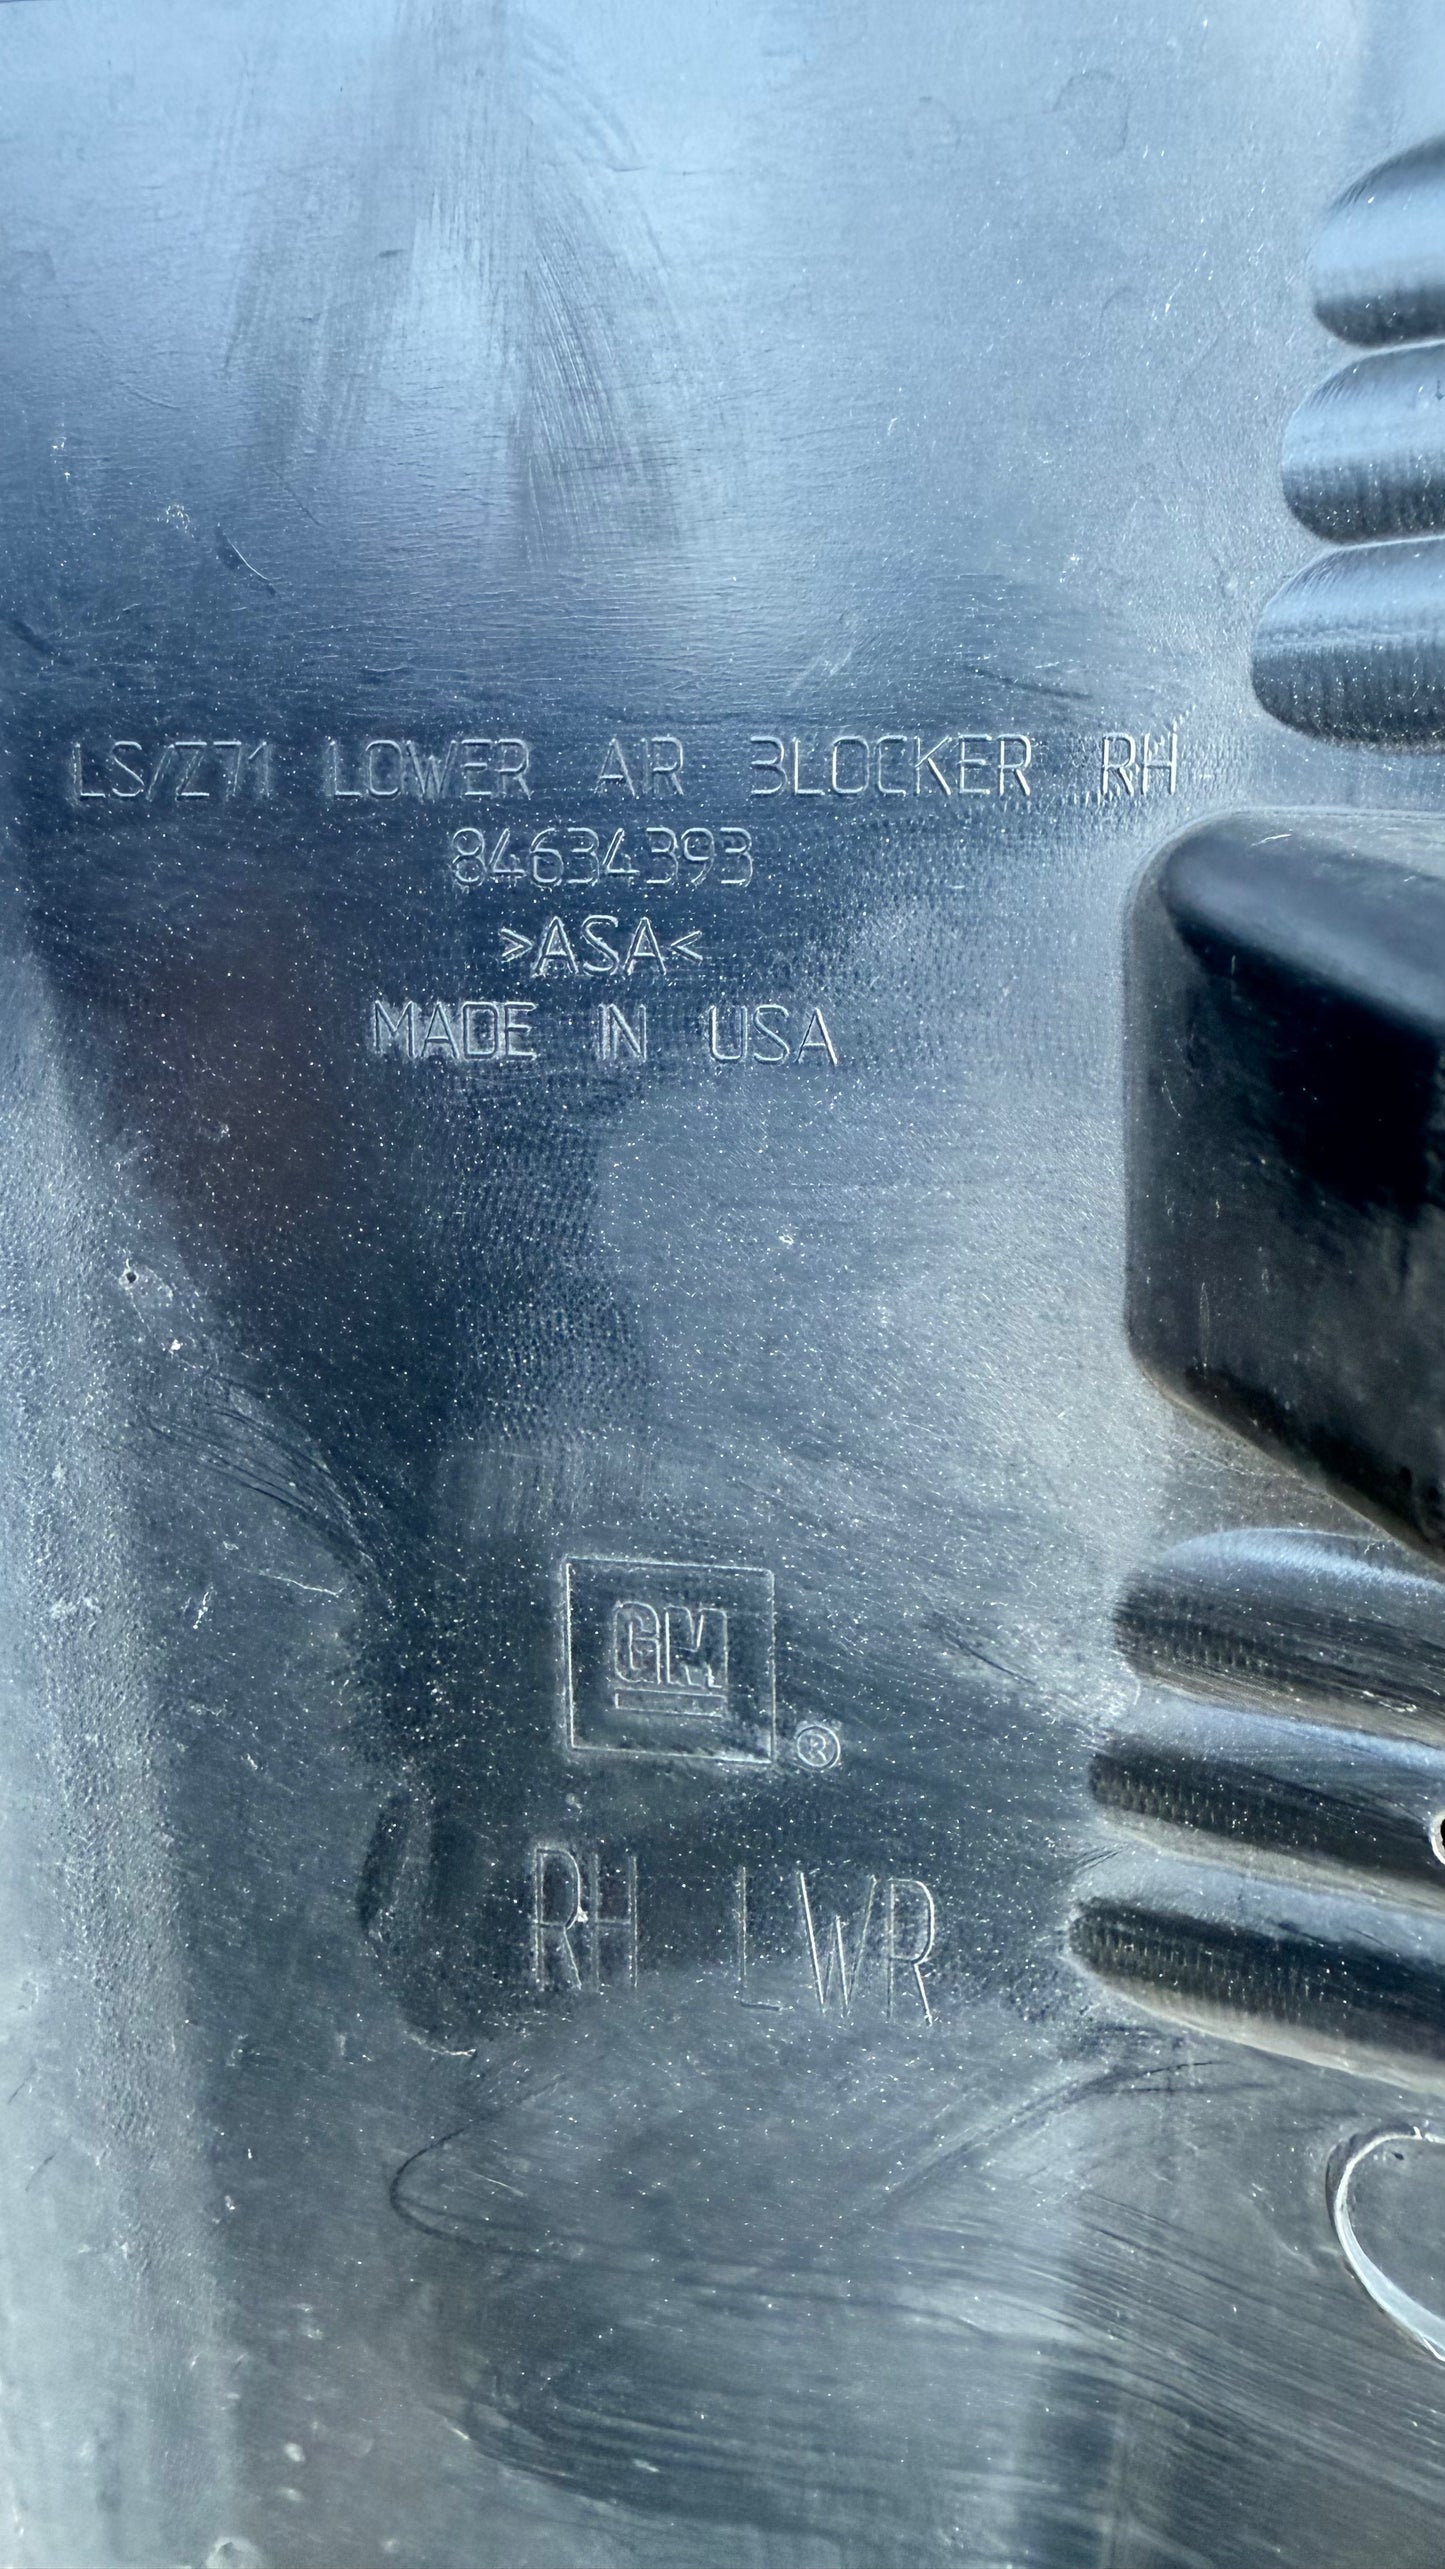 LS/Z71 LOWER AIR BLOCKER RH
84634393
>ASA<
MADE IN USA
GM
®
RH LWR